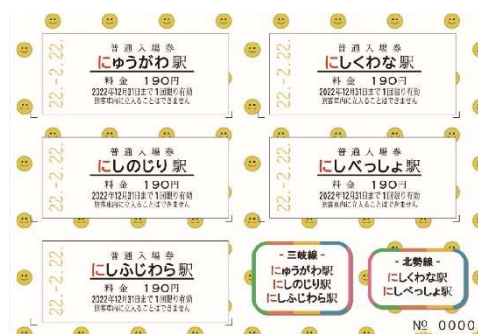 22.-2.22.
普通入場券
にゅうがわ駅
料金 190円
2022年12月31日まで1回限り有効
旅客車内に立入ることはできません
22.-2.22.
普通入場券
にしくわな駅
料金 190円
2022年12月31日まで1回限り有効
旅客車内に立入ることはできません
22.-2.22.
普通入場券
にしのじり駅
料金 190円
2022年12月31日まで1回限り有効
旅客車内に立入ることはできません
22.-2.22.
普通入場券
にしべっしょ駅
料金 190円
2022年12月31日まで1回限り有効
旅客車内に立入ることはできません
22.-2.22.
普通入場券
にしふじわら駅
料金 190円
2022年12月31日まで1回限り有効
旅客車内に立入ることはできません
- 三岐線 -
にゅうがわ駅
にしのじり駅
にしふじわら駅
- 北勢線 -
にしくわな駅
にしべっしょ駅
№ 0000